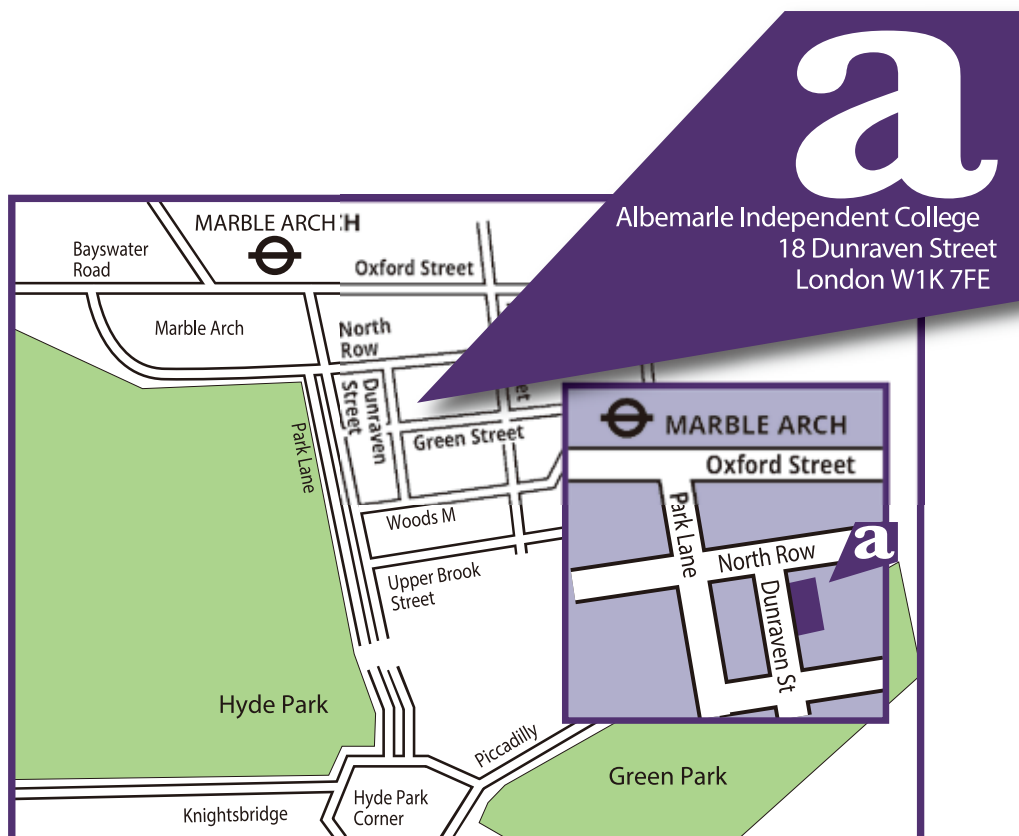 a
Albemarle Independent College
18 Dunraven Street
London W1K 7FE
MARBLE ARCH H
Bayswater
Road
Oxford Street
Marble Arch
North
Row
Dunraven
Street
Park Lane
Green Street
Woods M
Upper Brook
Street
Hyde Park
Piccadilly
Green Park
Knightsbridge
Hyde Park
Corner
MARBLE ARCH
Oxford Street
Park Lane
North Row
a
Dunraven St